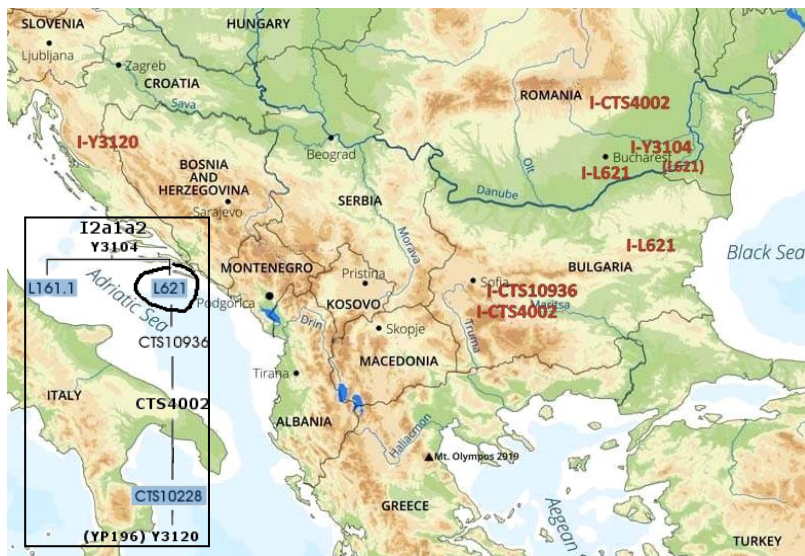 SLOVENIA
Ljubljana
HUNGARY
Zagreb
CROATIA
Sava
ROMANIA
I-CTS4002
I-Y3120
Beograd
Olt
I-Y3104
Bucharest
(L621)
I-L621
BOSNIA
AND
HERZEGOVINA
Sarajevo
SERBIA
Danube
I2a1a2
Y3104
Morava
I-L621
Black Sea
MONTENEGRO
Pristina
Sofia
BULGARIA
L161.1
Adriatic Sea
L621
Podgorica
KOSOVO
I-CTS10936
Maritsa
I-CTS4002
Drin
Skopje
Truma
CTS10936
MACEDONIA
Tirana
ITALY
CTS4002
ALBANIA
Haliacmon
Mt. Olympos 2919
CTS10228
GREECE
Aegean
(YP196) Y3120
TURKEY